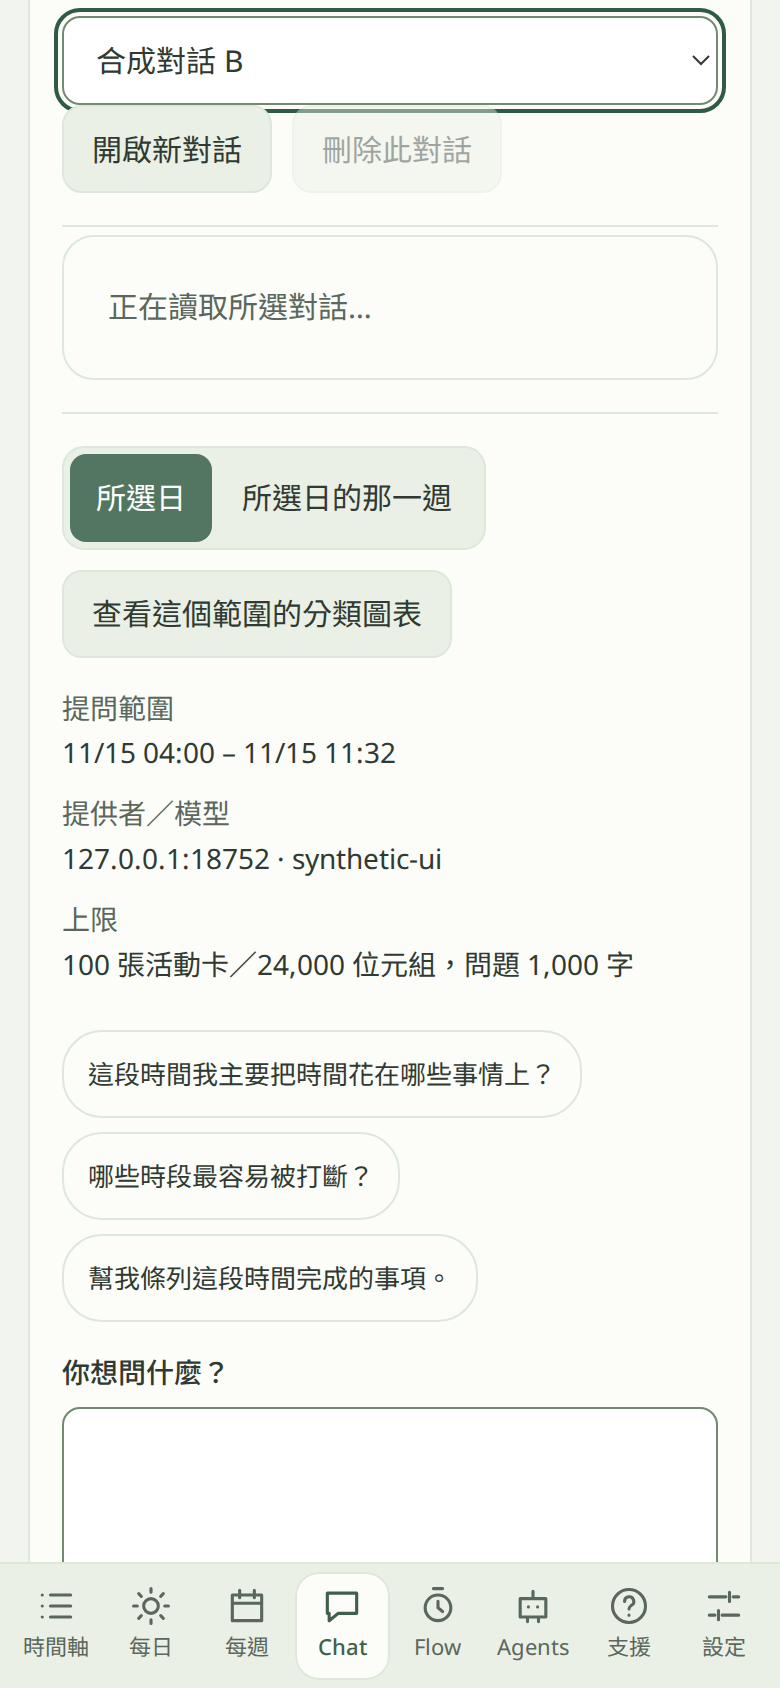 合成對話 B
開啟新對話
刪除此對話
正在讀取所選對話…
所選日
所選日的那一週
查看這個範圍的分類圖表
提問範圍
11/15 04:00 – 11/15 11:32
提供者／模型
127.0.0.1:18752 · synthetic-ui
上限
100 張活動卡／24,000 位元組，問題 1,000 字
這段時間我主要把時間花在哪些事情上？
哪些時段最容易被打斷？
幫我條列這段時間完成的事項。
你想問什麼？
時間軸
每日
每週
Chat
Flow
Agents
支援
設定